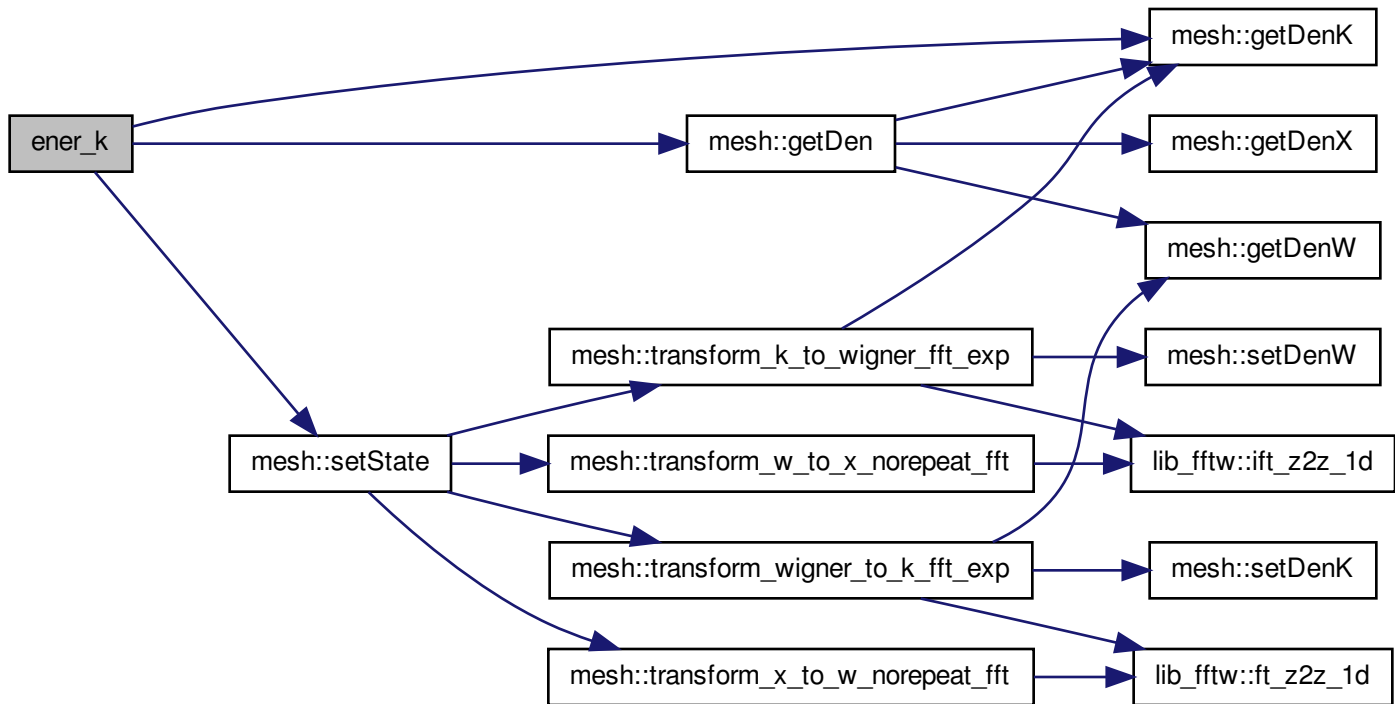 mesh::getDenK
ener_k
mesh::getDen
mesh::getDenX
mesh::getDenW
mesh::transform_k_to_wigner_fft_exp
mesh::setDenW
mesh::setState
mesh::transform_w_to_x_norepeat_fft
lib_fftw::ift_z2z_1d
mesh::transform_wigner_to_k_fft_exp
mesh::setDenK
mesh::transform_x_to_w_norepeat_fft
lib_fftw::ft_z2z_1d